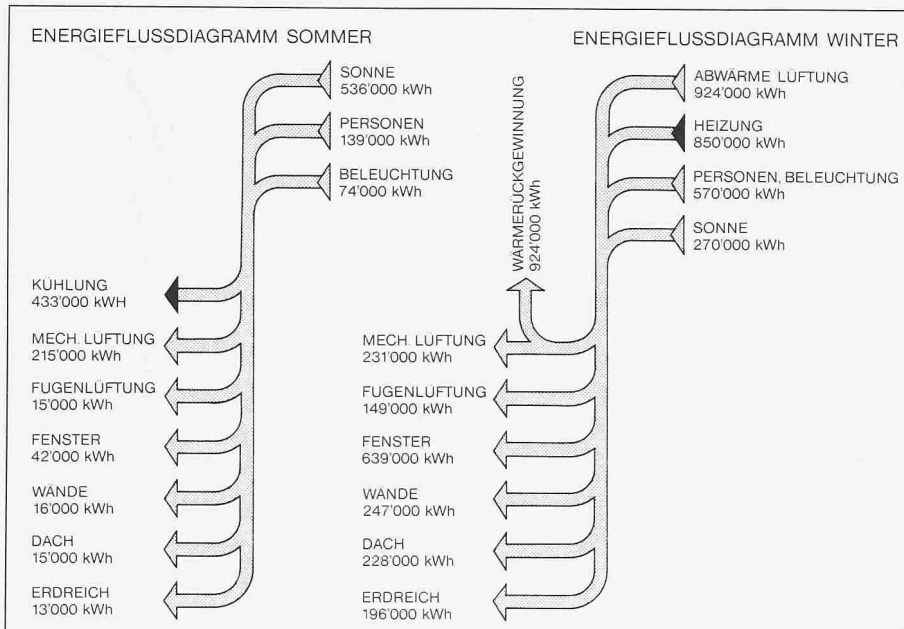 ENERGIEFLUSSDIAGRAMM SOMMER
SONNE
536'000 kWh
PERSONEN
139'000 kWh
BELEUCHTUNG
74'000 kWh
KÜHLUNG
433'000 kWH
MECH. LÜFTUNG
215'000 kWh
FUGENLÜFTUNG
15'000 kWh
FENSTER
42'000 kWh
WÄNDE
16'000 kWh
DACH
15'000 kWh
ERDREICH
13'000 kWh
ENERGIEFLUSSDIAGRAMM WINTER
ABWÄRME LÜFTUNG
924'000 kWh
HEIZUNG
850'000 kWh
PERSONEN, BELEUCHTUNG
570'000 kWh
SONNE
270'000 kWh
WÄRMERÜCKGEWINNUNG
924'000 kWh
MECH. LÜFTUNG
231'000 kWh
FUGENLÜFTUNG
149'000 kWh
FENSTER
639'000 kWh
WÄNDE
247'000 kWh
DACH
228'000 kWh
ERDREICH
196'000 kWh